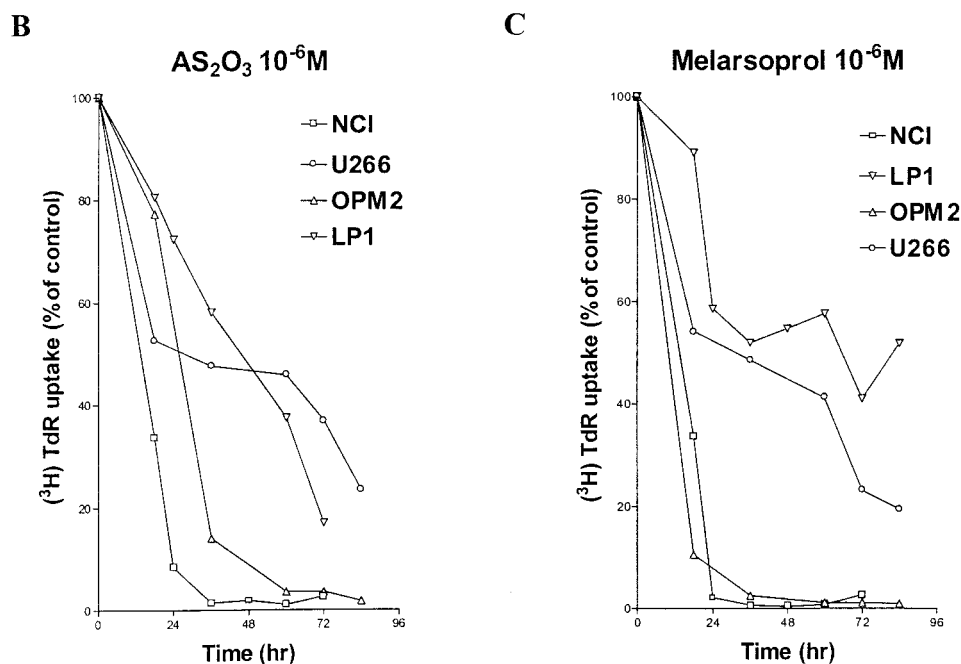 B
AS₂O₃ 10⁻⁶M
NCI
U266
OPM2
LP1
(³H) TdR uptake (% of control)
100
80
60
40
20
0
0 24 48 72 96
Time (hr)
C
Melarsoprol 10⁻⁶M
NCI
LP1
OPM2
U266
(³H) TdR uptake (% of control)
100
80
60
40
20
0
0 24 48 72 96
Time (hr)